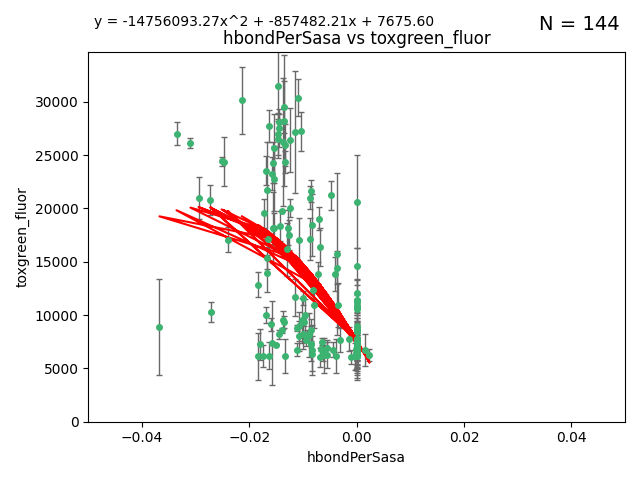 y = -14756093.27x^2 + -857482.21x + 7675.60
N = 144
hbondPerSasa vs toxgreen_fluor
30000
25000
20000
15000
10000
5000
0
toxgreen_fluor
−0.04
−0.02
0.00
0.02
0.04
hbondPerSasa